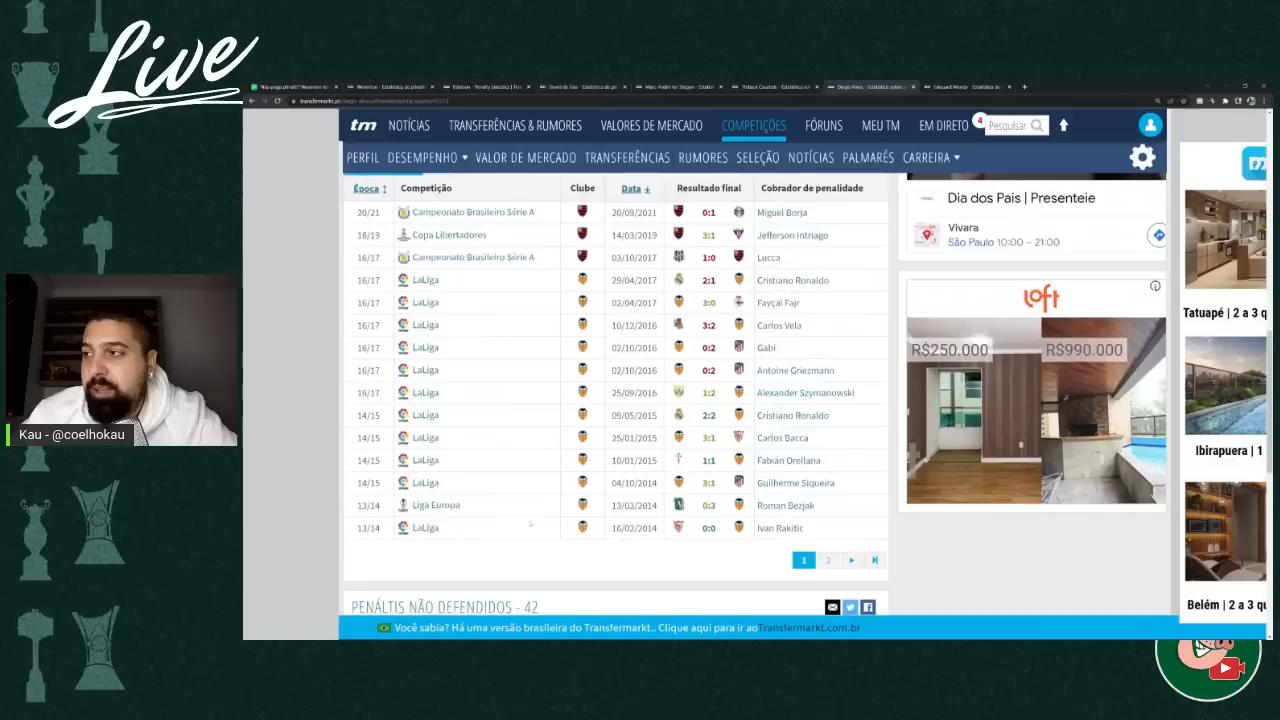 Live
tm NOTÍCIAS TRANSFERÊNCIAS & RUMORES VALORES DE MERCADO COMPETIÇÕES FÓRUNS MEU TM EM DIRETO 4 Pesquisar
PERFIL DESEMPENHO VALOR DE MERCADO TRANSFERÊNCIAS RUMORES SELEÇÃO NOTÍCIAS PALMARÉS CARREIRA
Época Competição Clube Data Resultado final Cobrador de penalidade
20/21 Campeonato Brasileiro Série A 20/09/2021 0:1 Miguel Borja
18/19 Copa Libertadores 14/03/2019 3:1 Jefferson Intriago
16/17 Campeonato Brasileiro Série A 03/10/2017 1:0 Lucca
16/17 LaLiga 29/04/2017 2:1 Cristiano Ronaldo
16/17 LaLiga 02/04/2017 3:0 Fayçal Fajr
16/17 LaLiga 10/12/2016 3:2 Carlos Vela
16/17 LaLiga 02/10/2016 0:2 Gabi
16/17 LaLiga 02/10/2016 0:2 Antoine Griezmann
16/17 LaLiga 25/09/2016 1:2 Alexander Szymanowski
14/15 LaLiga 09/05/2015 2:2 Cristiano Ronaldo
14/15 LaLiga 25/01/2015 3:1 Carlos Bacca
14/15 LaLiga 10/01/2015 1:1 Fabián Orellana
14/15 LaLiga 04/10/2014 3:1 Guilherme Siqueira
13/14 Liga Europa 13/03/2014 0:3 Roman Bezjak
13/14 LaLiga 16/02/2014 0:0 Ivan Rakitic
1 2
PENÁLTIS NÃO DEFENDIDOS - 42
Você sabia? Há uma versão brasileira do Transfermarkt.. Clique aqui para ir ao Transfermarkt.com.br
Dia dos Pais | Presenteie
Vivara
São Paulo 10:00 – 21:00
Loft
R$250.000 R$990.000
Tatuapé | 2 a 3 q
Ibirapuera | 1
Belém | 2 a 3 q
Kau - @coelhokau